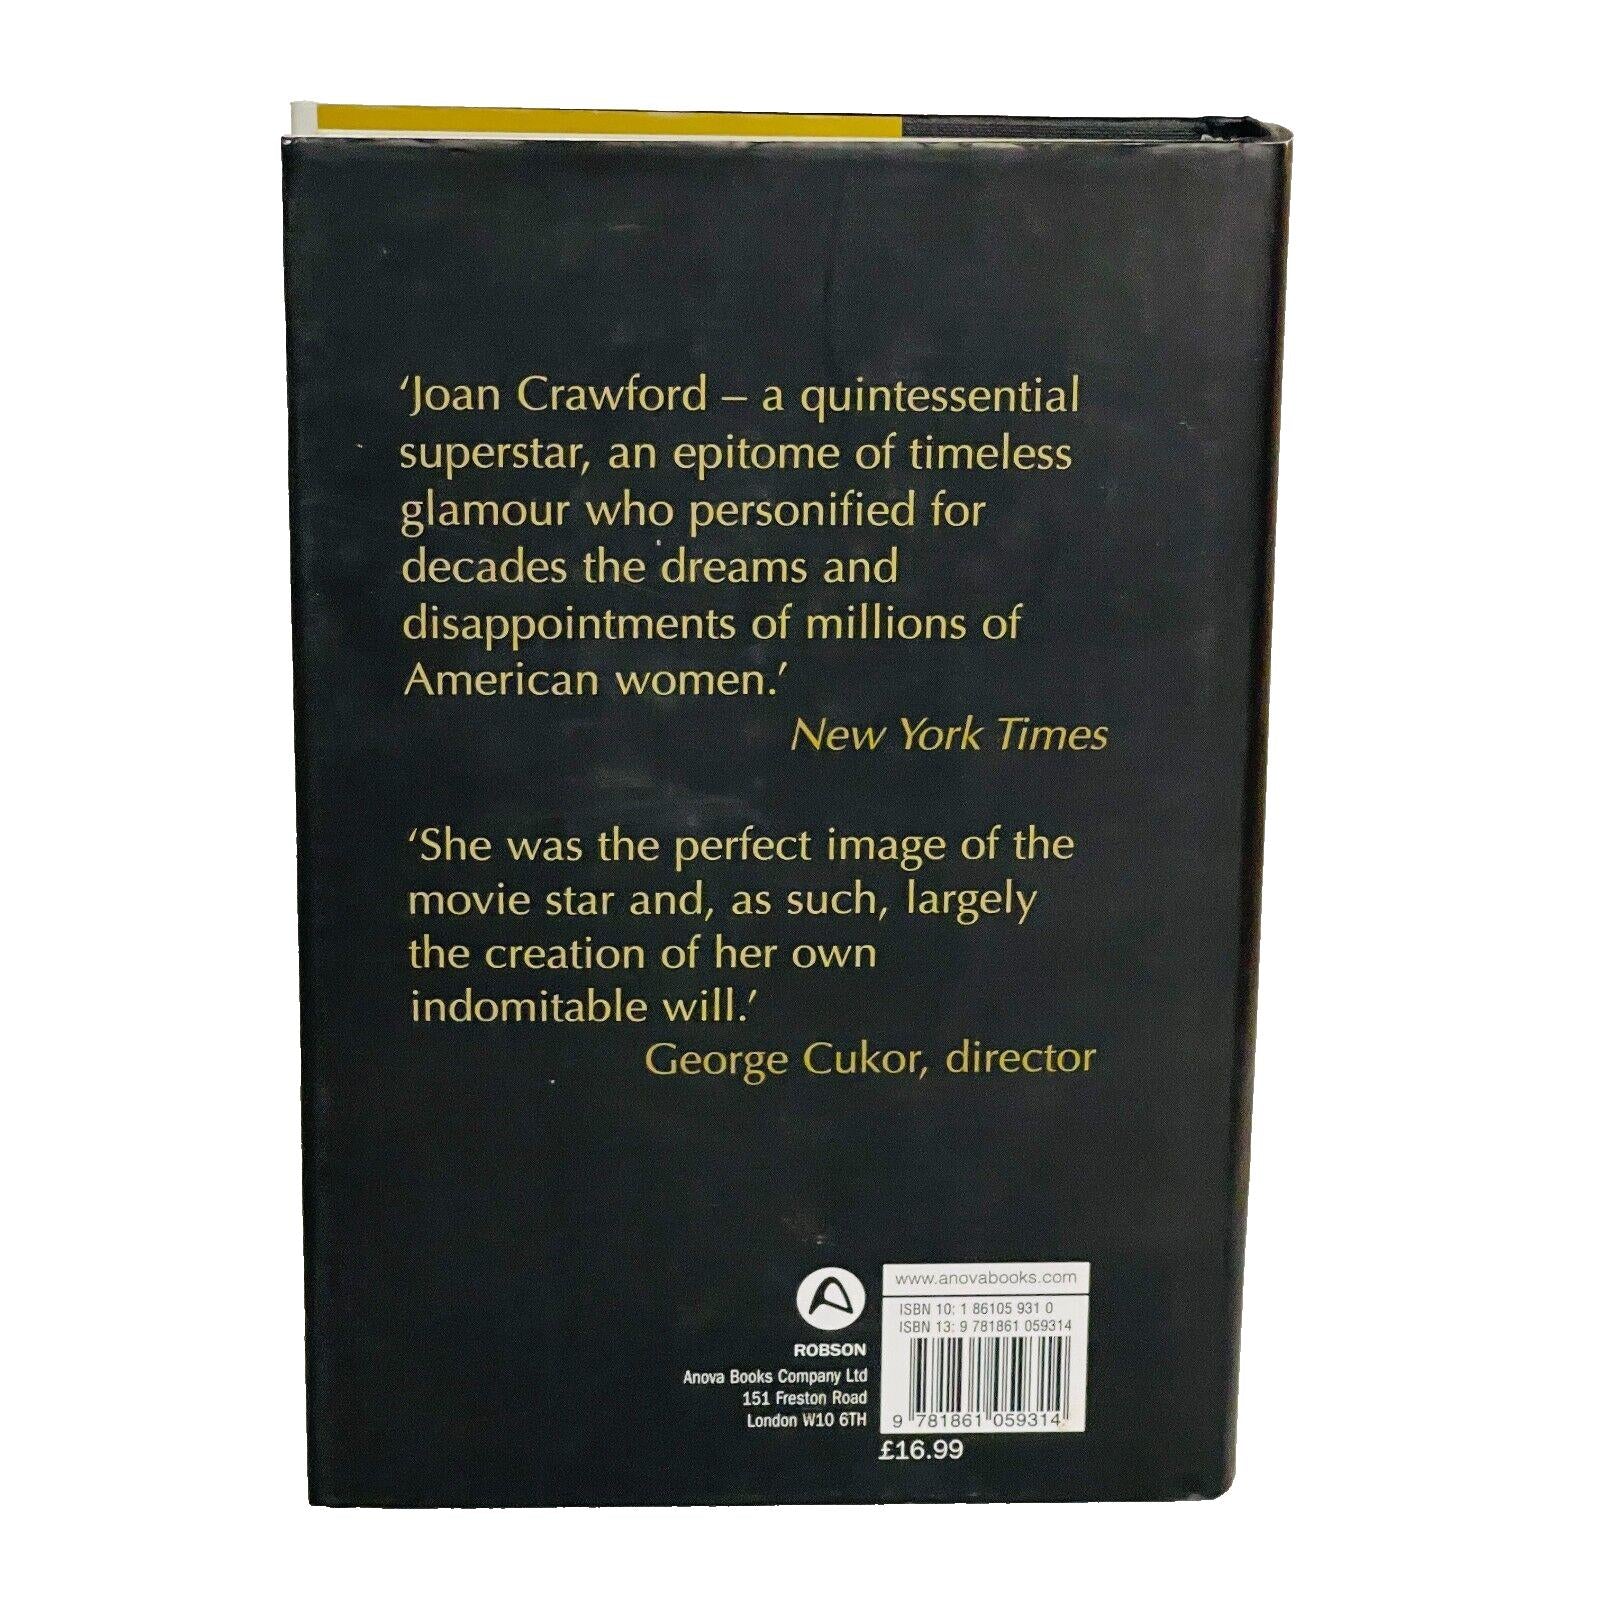 ‘Joan Crawford – a quintessential
superstar, an epitome of timeless
glamour who personified for
decades the dreams and
disappointments of millions of
American women.’
New York Times
‘She was the perfect image of the
movie star and, as such, largely
the creation of her own
indomitable will.’
George Cukor, director
ROBSON
Anova Books Company Ltd
151 Freston Road
London W10 6TH
www.anovabooks.com
ISBN 10: 1 86105 931 0
ISBN 13: 9 781861 059314
9 781861 059314
£16.99